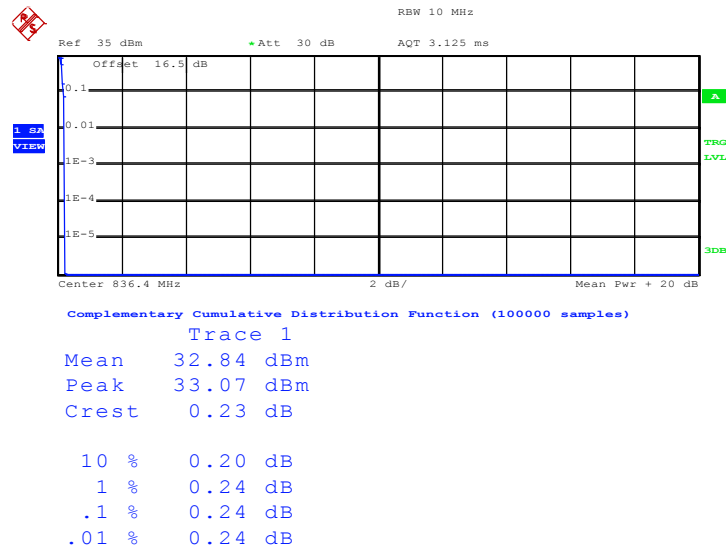 RBW 10 MHz
Ref 35 dBm * Att 30 dB AQT 3.125 ms
Offset 16.5 dB
0.1
A
0.01
1 SA
VIEW
TRG
LVL
1E-3
1E-4
1E-5
3DB
Center 836.4 MHz 2 dB/ Mean Pwr + 20 dB
Complementary Cumulative Distribution Function (100000 samples)
Trace 1
Mean 32.84 dBm
Peak 33.07 dBm
Crest 0.23 dB
10 % 0.20 dB
1 % 0.24 dB
.1 % 0.24 dB
.01 % 0.24 dB